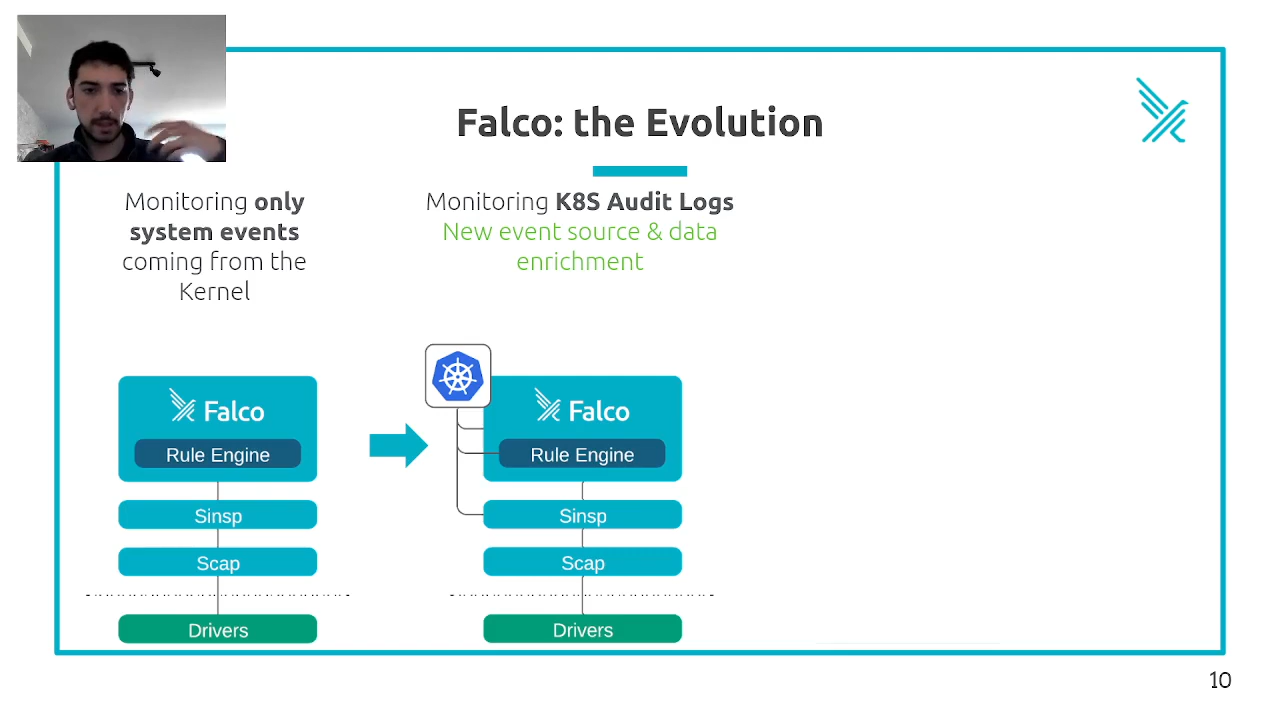 Falco: the Evolution
Monitoring only
system events
coming from the
Kernel
Monitoring K8S Audit Logs
New event source & data
enrichment
Falco
Rule Engine
Sinsp
Scap
Drivers
Falco
Rule Engine
Sinsp
Scap
Drivers
10